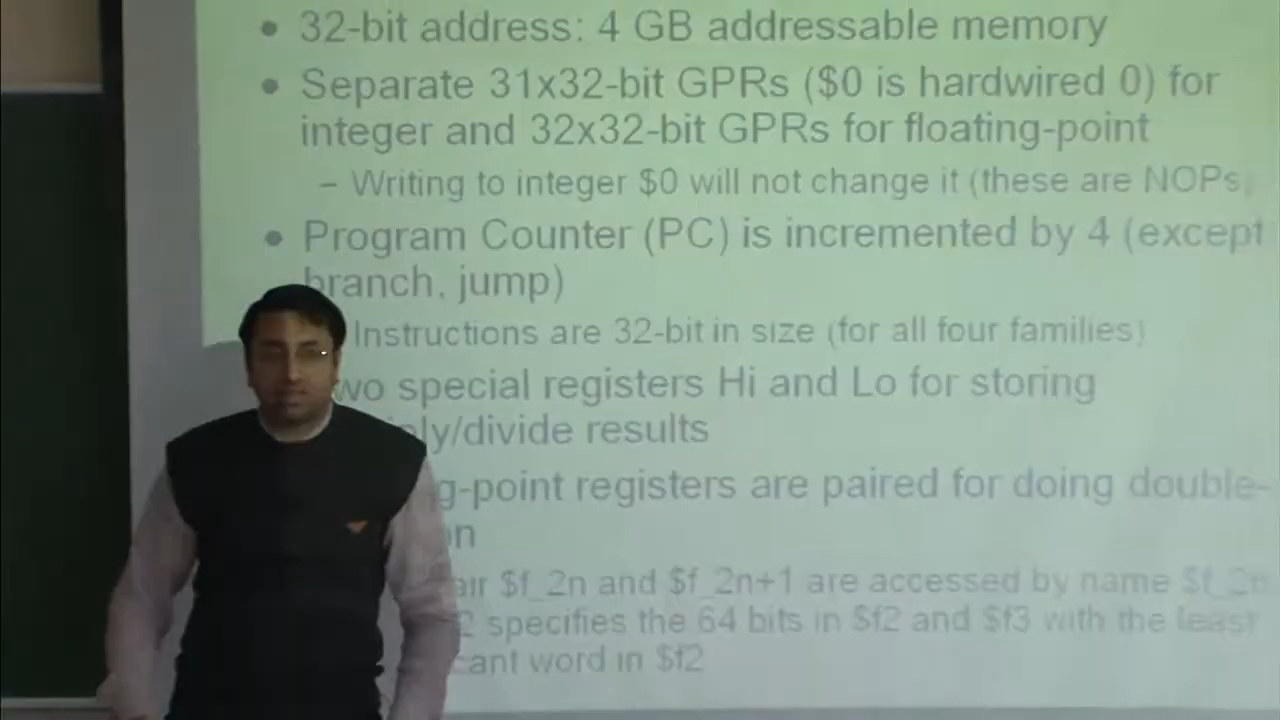 • 32-bit address: 4 GB addressable memory
• Separate 31x32-bit GPRs ($0 is hardwired 0) for
integer and 32x32-bit GPRs for floating-point
– Writing to integer $0 will not change it (these are NOPs)
• Program Counter (PC) is incremented by 4 (except
branch, jump)
Instructions are 32-bit in size (for all four families)
wo special registers Hi and Lo for storing
ply/divide results
g-point registers are paired for doing double-
on
air $f_2n and $f_2n+1 are accessed by name $f_2n
2 specifies the 64 bits in $f2 and $f3 with the least
cant word in $f2